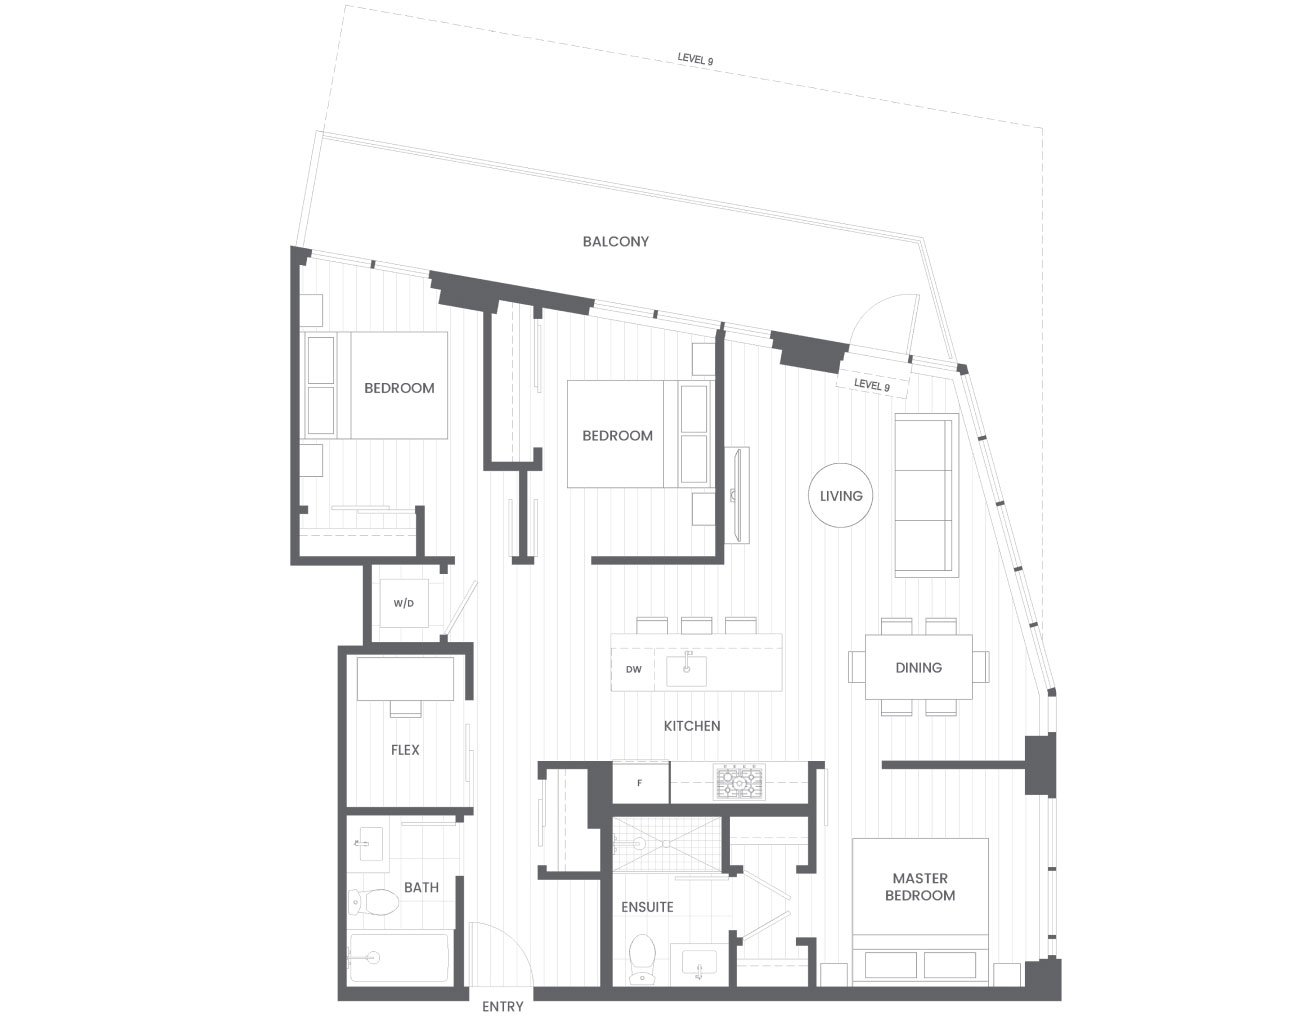 LEVEL 9
BALCONY
LEVEL 9
BEDROOM
BEDROOM
LIVING
W/D
DW
DINING
KITCHEN
FLEX
F
BATH
MASTER
BEDROOM
ENSUITE
ENTRY